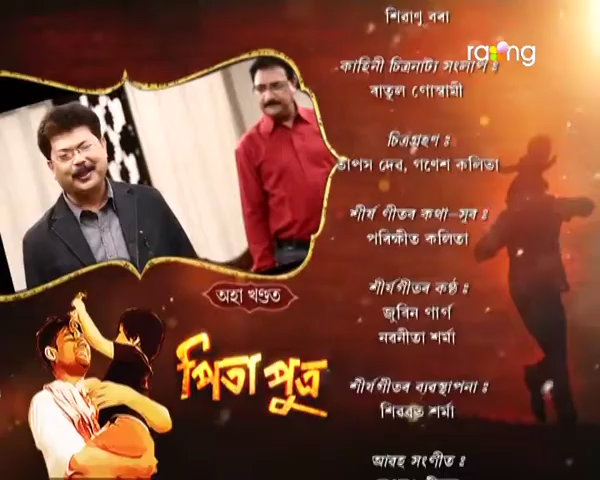 শিৱাণু বৰা
rang
কাহিনী চিত্ৰনাট্য সংলাপ ঃ
ৰাতুল গোস্বামী
চিত্ৰগ্ৰহণ ঃ
তাপস দেৱ, গণেশ কলিতা
শীৰ্ষ গীতৰ কথা-সুৰ ঃ
পৰিক্ষীত কলিতা
শীৰ্ষগীতৰ কণ্ঠ ঃ
জুবিন গাৰ্গ
নৱনীতা শৰ্মা
অহা খণ্ডত
পিতা পুত্ৰ
শীৰ্ষগীতৰ ব্যৱস্থাপনা ঃ
শিৱব্ৰত শৰ্মা
আৱহ সংগীত ঃ